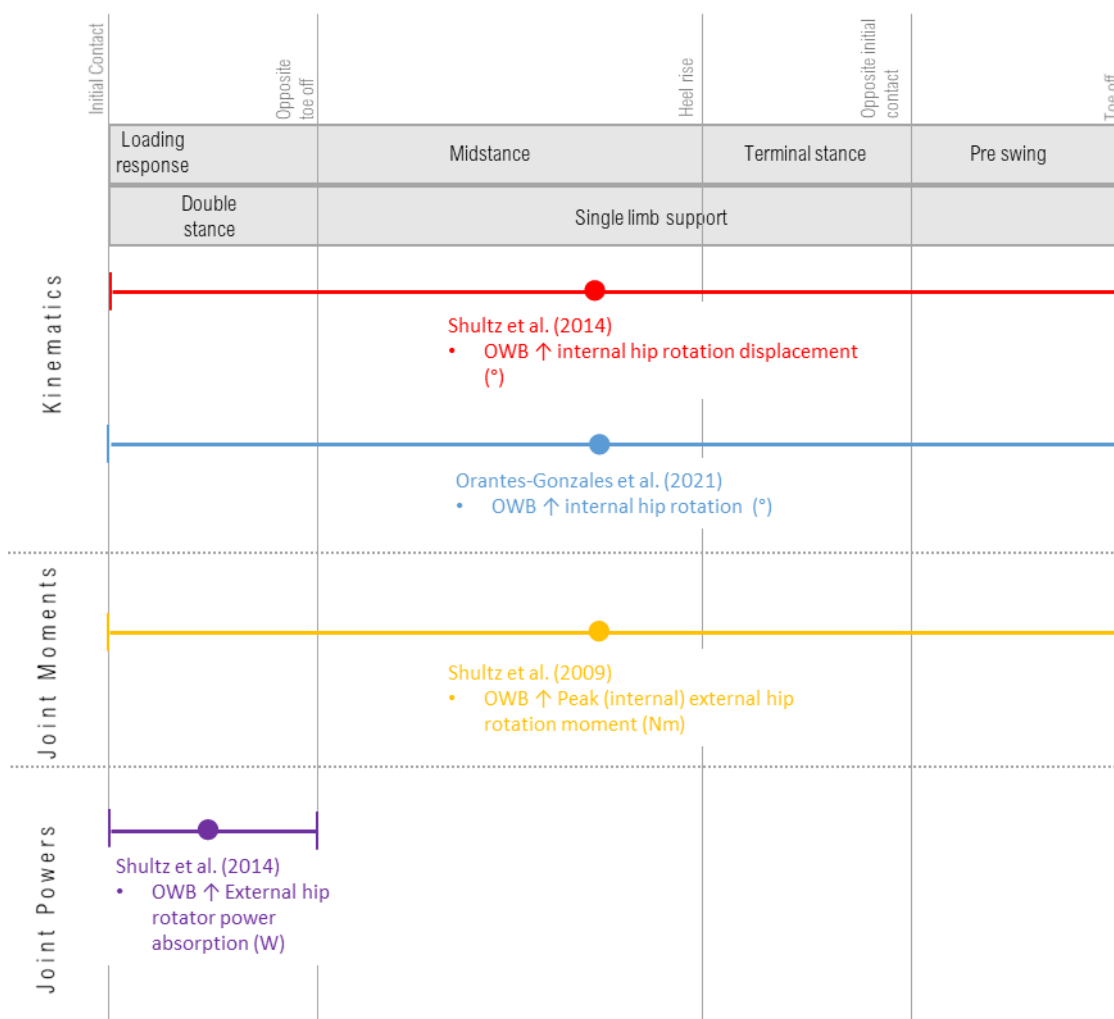 Initial Contact
Opposite
toe off
Heel rise
Opposite initial
contact
Toe off
Loading
response
Midstance
Terminal stance
Pre swing
Double
stance
Single limb support
Kinematics
Shultz et al. (2014)
• OWB ↑ internal hip rotation displacement
(°)
Orantes-Gonzales et al. (2021)
• OWB ↑ internal hip rotation (°)
Joint Moments
Shultz et al. (2009)
• OWB ↑ Peak (internal) external hip
rotation moment (Nm)
Joint Powers
Shultz et al. (2014)
• OWB ↑ External hip
rotator power
absorption (W)